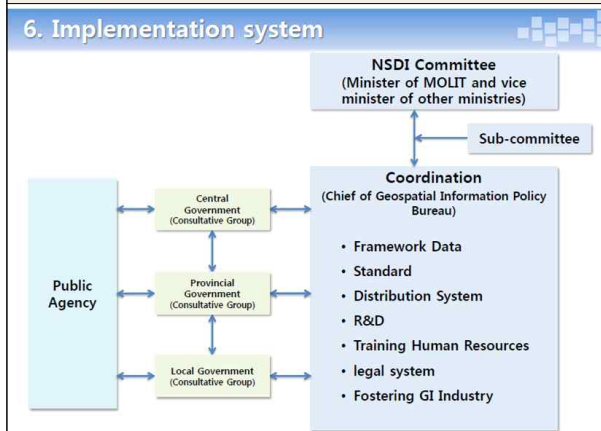 6. Implementation system
NSDI Committee
(Minister of MOLIT and vice
minister of other ministries)
Sub-committee
Coordination
(Chief of Geospatial Information Policy
Bureau)
• Framework Data
• Standard
• Distribution System
• R&D
• Training Human Resources
• legal system
• Fostering GI Industry
Central
Government
(Consultative Group)
Provincial
Government
(Consultative Group)
Local Government
(Consultative Group)
Public
Agency